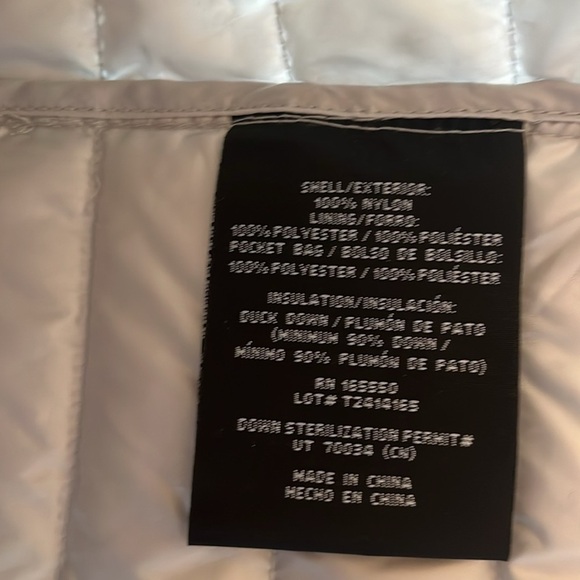 SHELL/EXTERIOR:
100% NYLON
LINING/FORRO:
100% POLYESTER / 100% POLIÉSTER
POCKET BAG / BOLSO DE BOLSILLO:
100% POLYESTER / 100% POLIÉSTER
INSULATION/INSULACIÓN:
DUCK DOWN / PLUMÓN DE PATO
(MINIMUM 90% DOWN /
MÍNIMO 90% PLUMÓN DE PATO)
RN 155550
LOT# T2414165
DOWN STERILIZATION PERMIT#
UT 70034 (CN)
MADE IN CHINA
HECHO EN CHINA